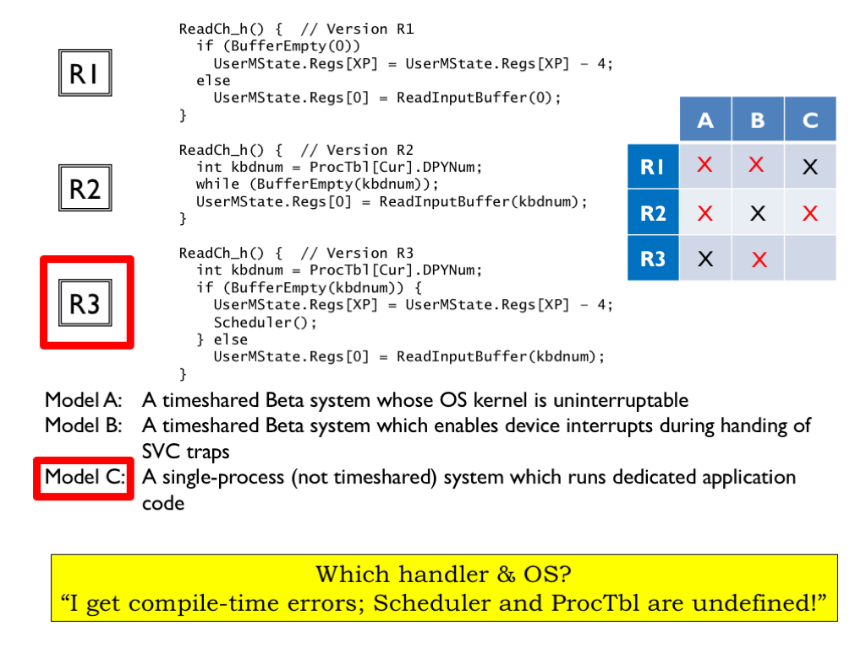 R1
ReadCh_h() {  // Version R1
  if (BufferEmpty(0))
    UserMState.Regs[XP] = UserMState.Regs[XP] – 4;
  else
    UserMState.Regs[0] = ReadInputBuffer(0);
}
R2
ReadCh_h() {  // Version R2
  int kbdnum = ProcTbl[Cur].DPYNum;
  while (BufferEmpty(kbdnum));
  UserMState.Regs[0] = ReadInputBuffer(kbdnum);
}
R3
ReadCh_h() {  // Version R3
  int kbdnum = ProcTbl[Cur].DPYNum;
  if (BufferEmpty(kbdnum)) {
    UserMState.Regs[XP] = UserMState.Regs[XP] – 4;
    Scheduler();
  } else
    UserMState.Regs[0] = ReadInputBuffer(kbdnum);
}
A B C
R1 X X X
R2 X X X
R3 X X
Model A: A timeshared Beta system whose OS kernel is uninterruptable
Model B: A timeshared Beta system which enables device interrupts during handing of
SVC traps
Model C: A single-process (not timeshared) system which runs dedicated application
code
Which handler & OS?
“I get compile-time errors; Scheduler and ProcTbl are undefined!”